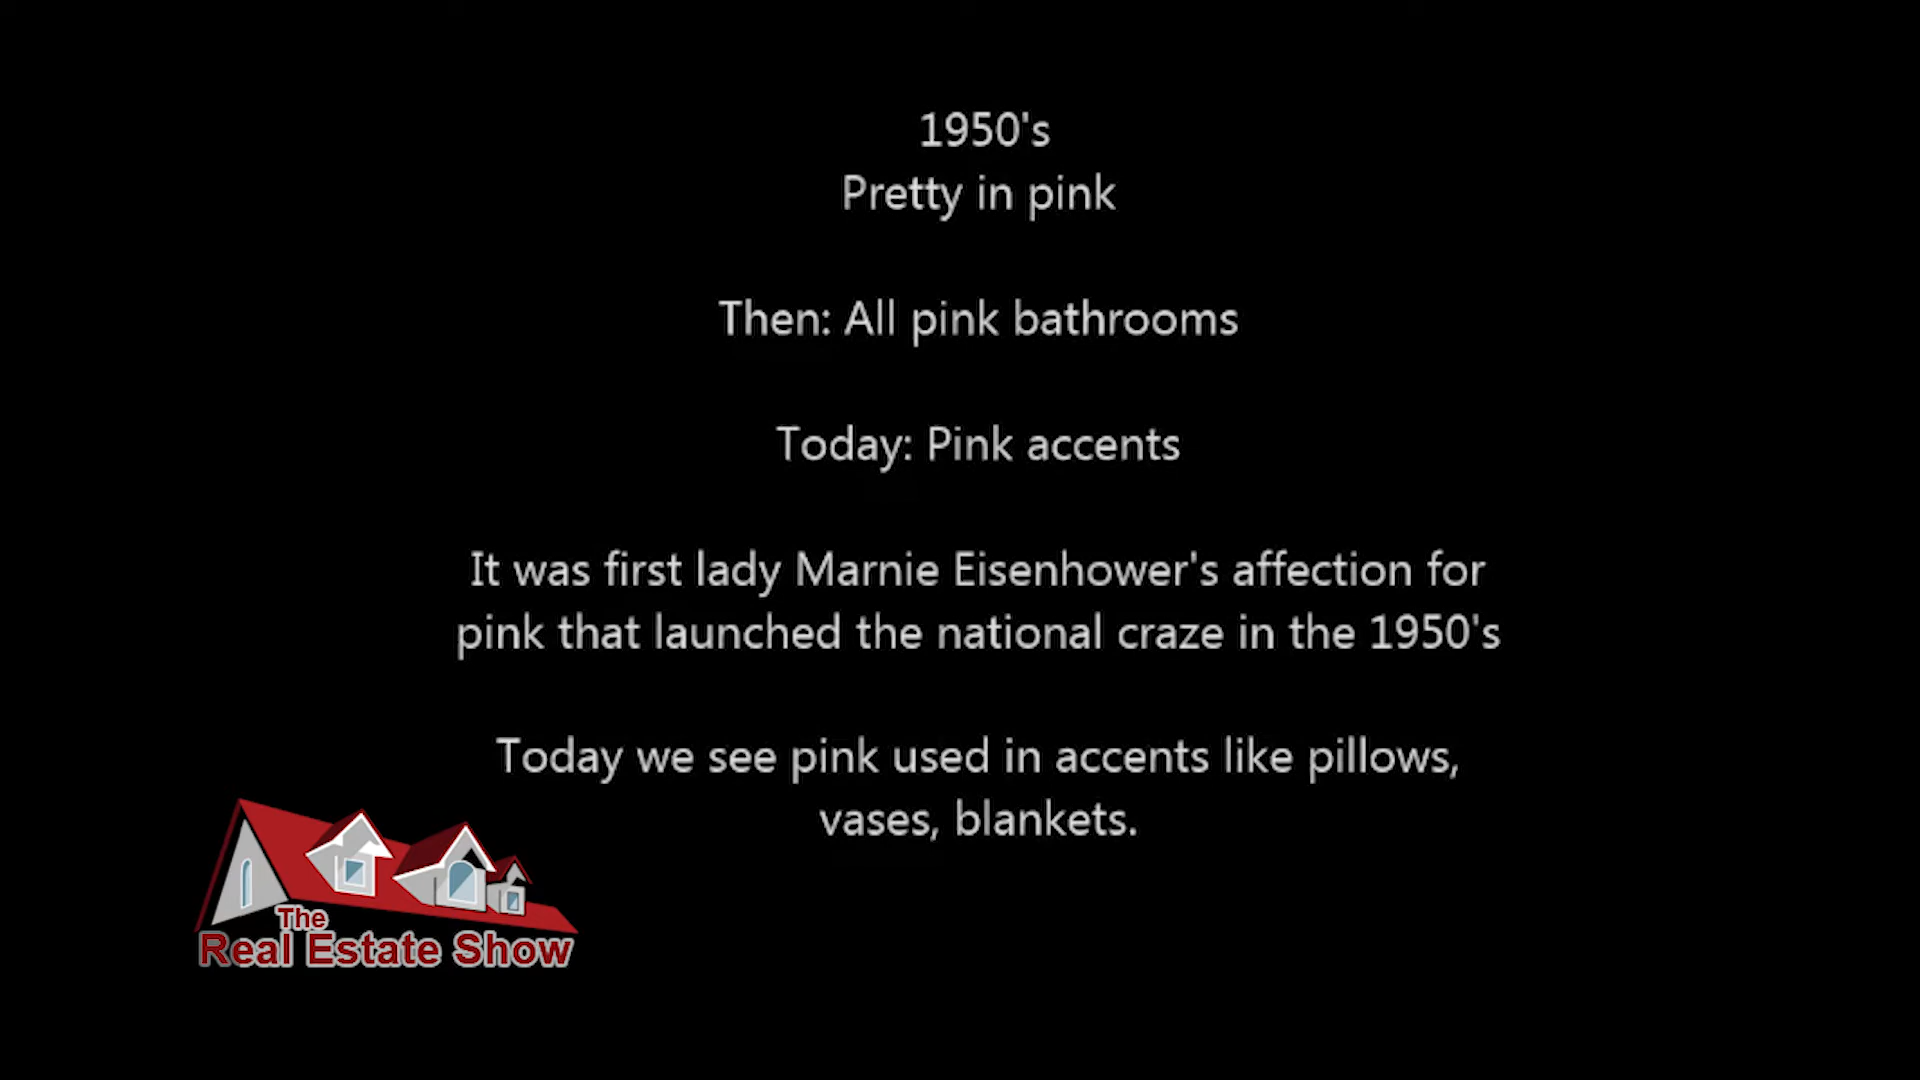 1950's
Pretty in pink
Then: All pink bathrooms
Today: Pink accents
It was first lady Marnie Eisenhower's affection for
pink that launched the national craze in the 1950's
Today we see pink used in accents like pillows,
vases, blankets.
The
Real Estate Show